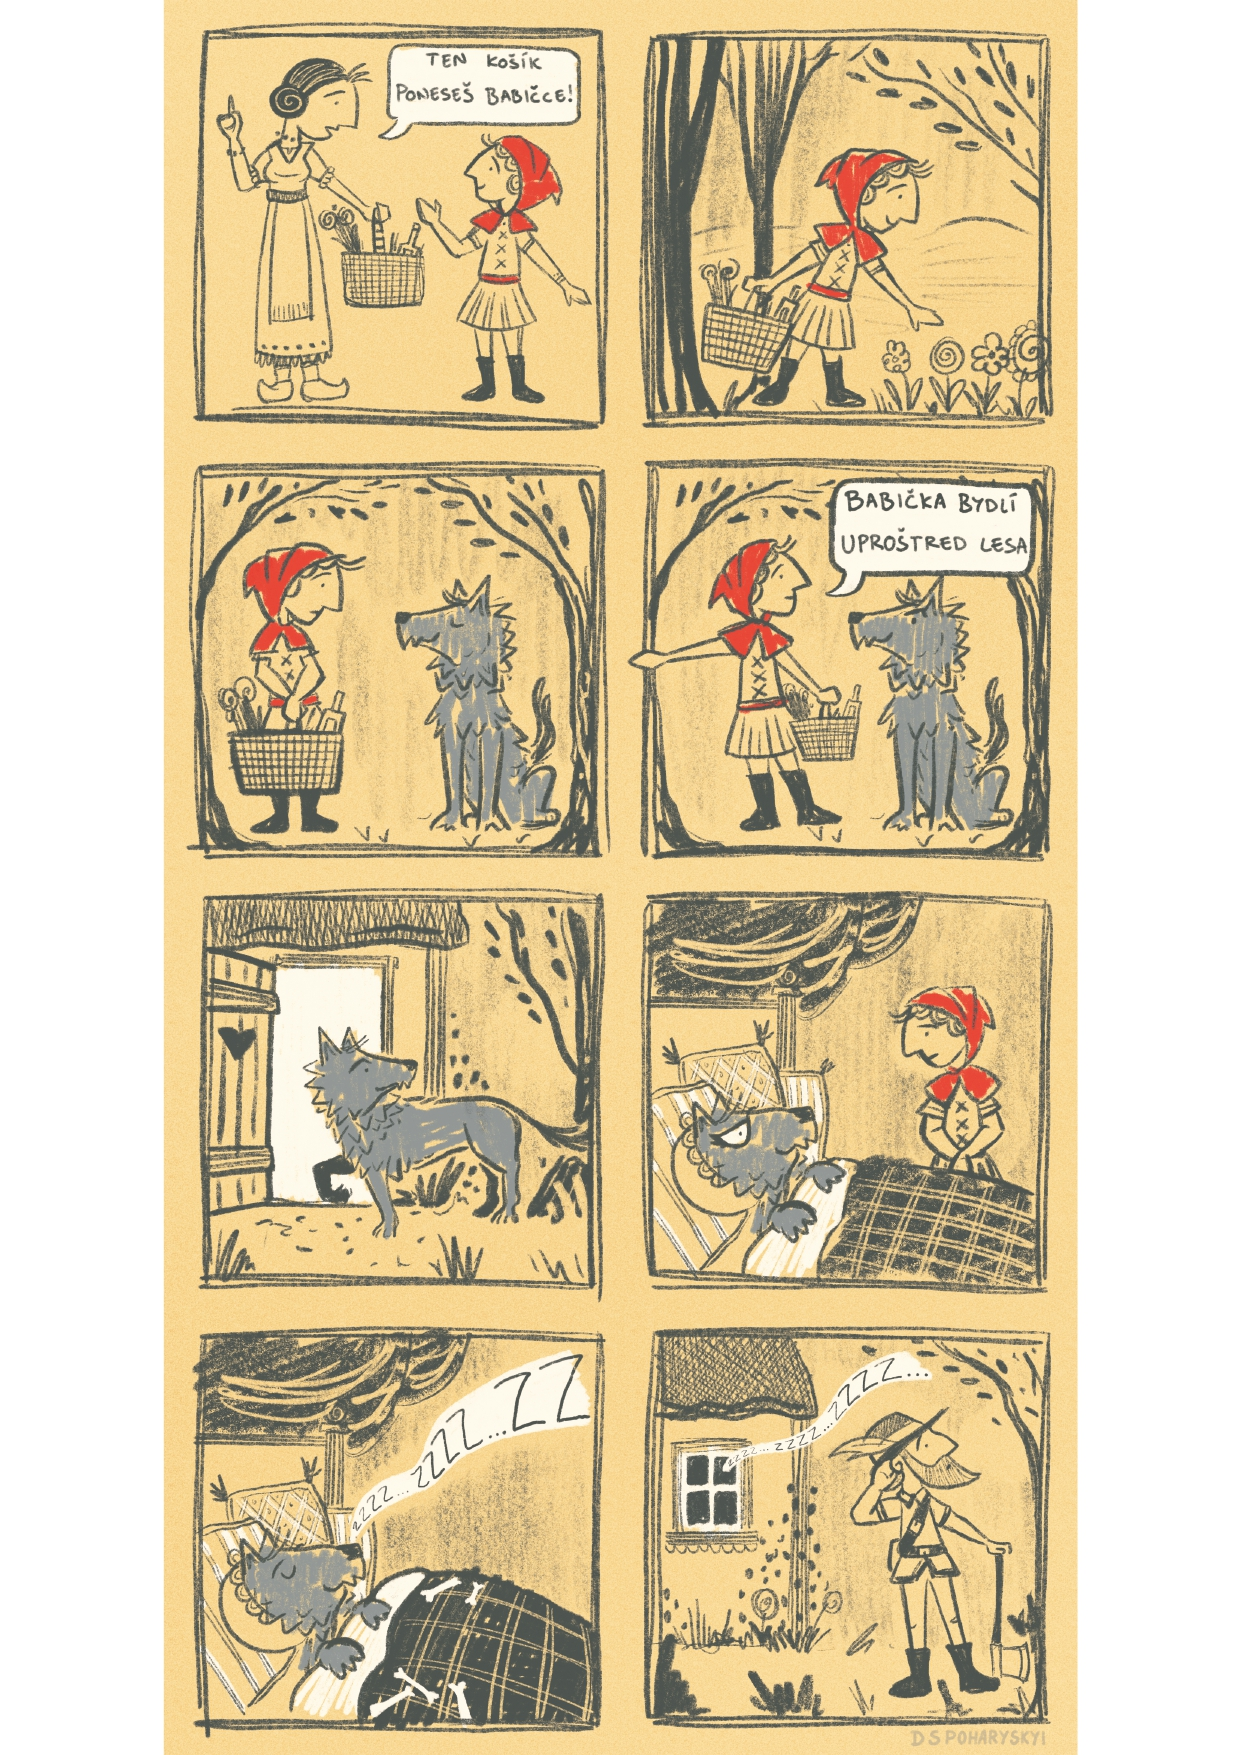 TEN KOŠÍK
PONESEŠ BABIČCE!
BABIČKA BYDLÍ
UPROŠTRED LESA
zzzz... zzzz...ZZ
zzzz... zzzz...zzzz...
D S POHARYSKYI